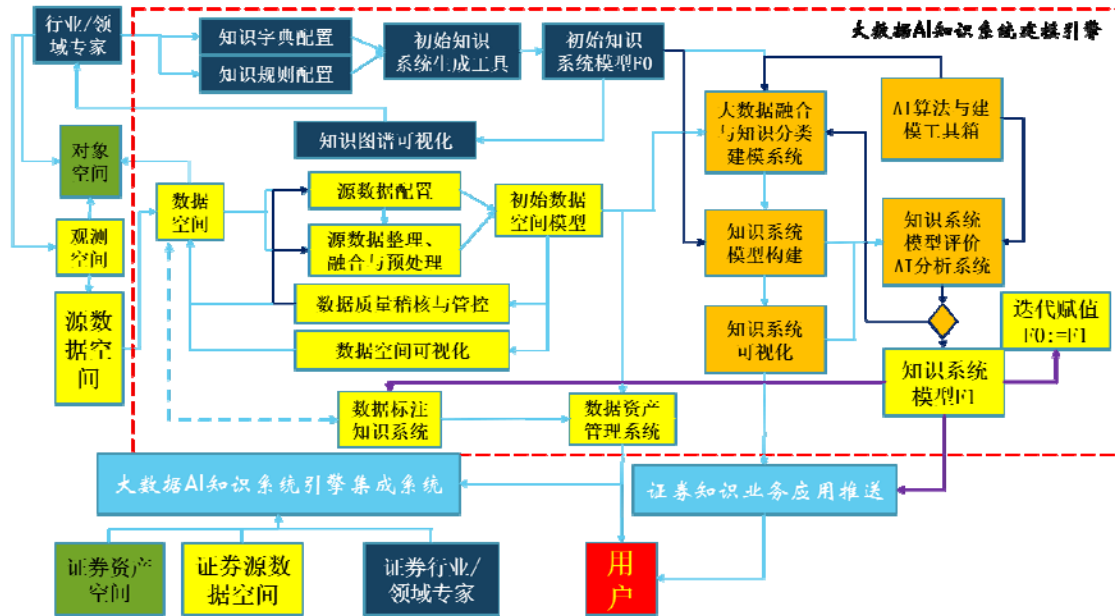 大数据AI知识系统建模引擎
行业/
领域专家
知识字典配置
知识规则配置
初始知识
系统生成工具
初始知识
系统模型F0
知识图谱可视化
大数据融合
与知识分类
建模系统
AI算法与建
模工具箱
对象
空间
观测
空间
源数
据空
间
数据
空间
源数据配置
源数据整理、
融合与预处理
初始数据
空间模型
数据质量稽核与管控
数据空间可视化
知识系统
模型构建
知识系统
模型评价
AI分析系统
知识系统
可视化
迭代赋值
F0:=F1
知识系统
模型F1
数据标注
知识系统
数据资产
管理系统
大数据AI知识系统引擎集成系统
证券知识业务应用推送
证券资产
空间
证券源数
据空间
证券行业/
领域专家
用
户